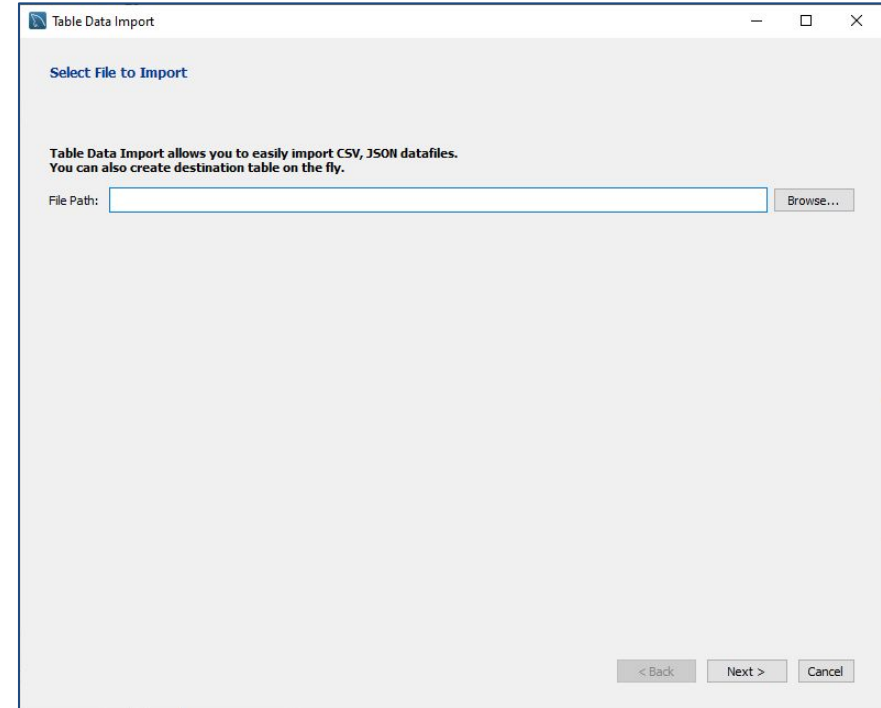 Table Data Import
Select File to Import
Table Data Import allows you to easily import CSV, JSON datafiles.
You can also create destination table on the fly.
File Path:
Browse...
< Back
Next >
Cancel